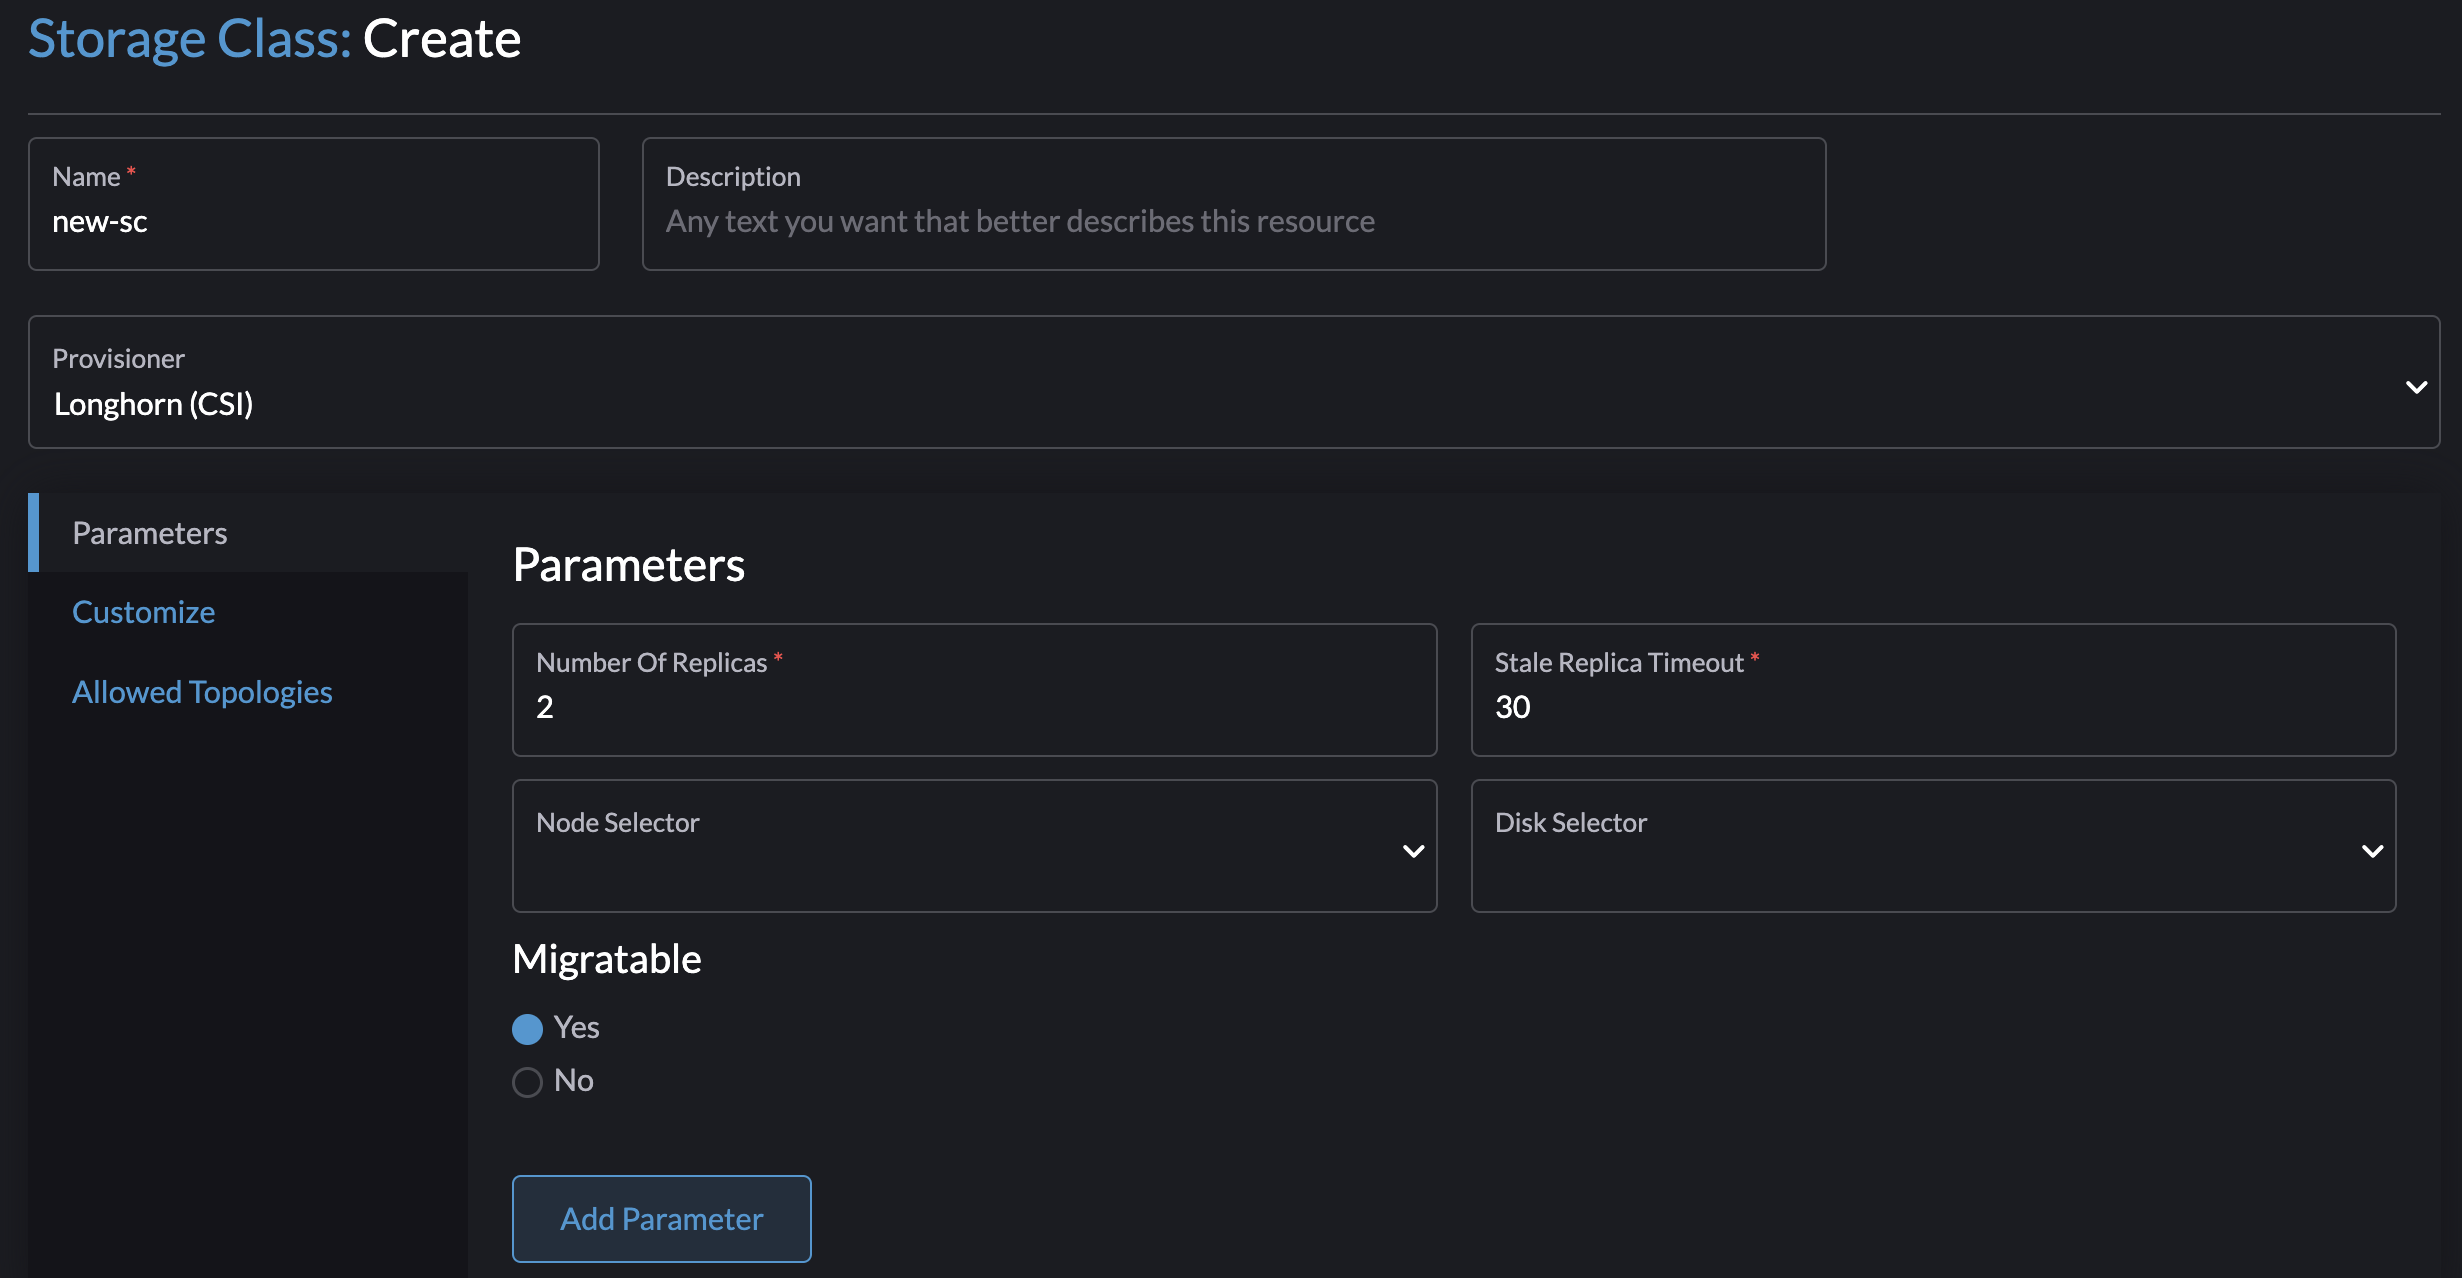 Storage Class: Create
Name *
new-sc
Description
Any text you want that better describes this resource
Provisioner
Longhorn (CSI)
Parameters
Customize
Allowed Topologies
Parameters
Number Of Replicas *
2
Stale Replica Timeout *
30
Node Selector
Disk Selector
Migratable
Yes
No
Add Parameter